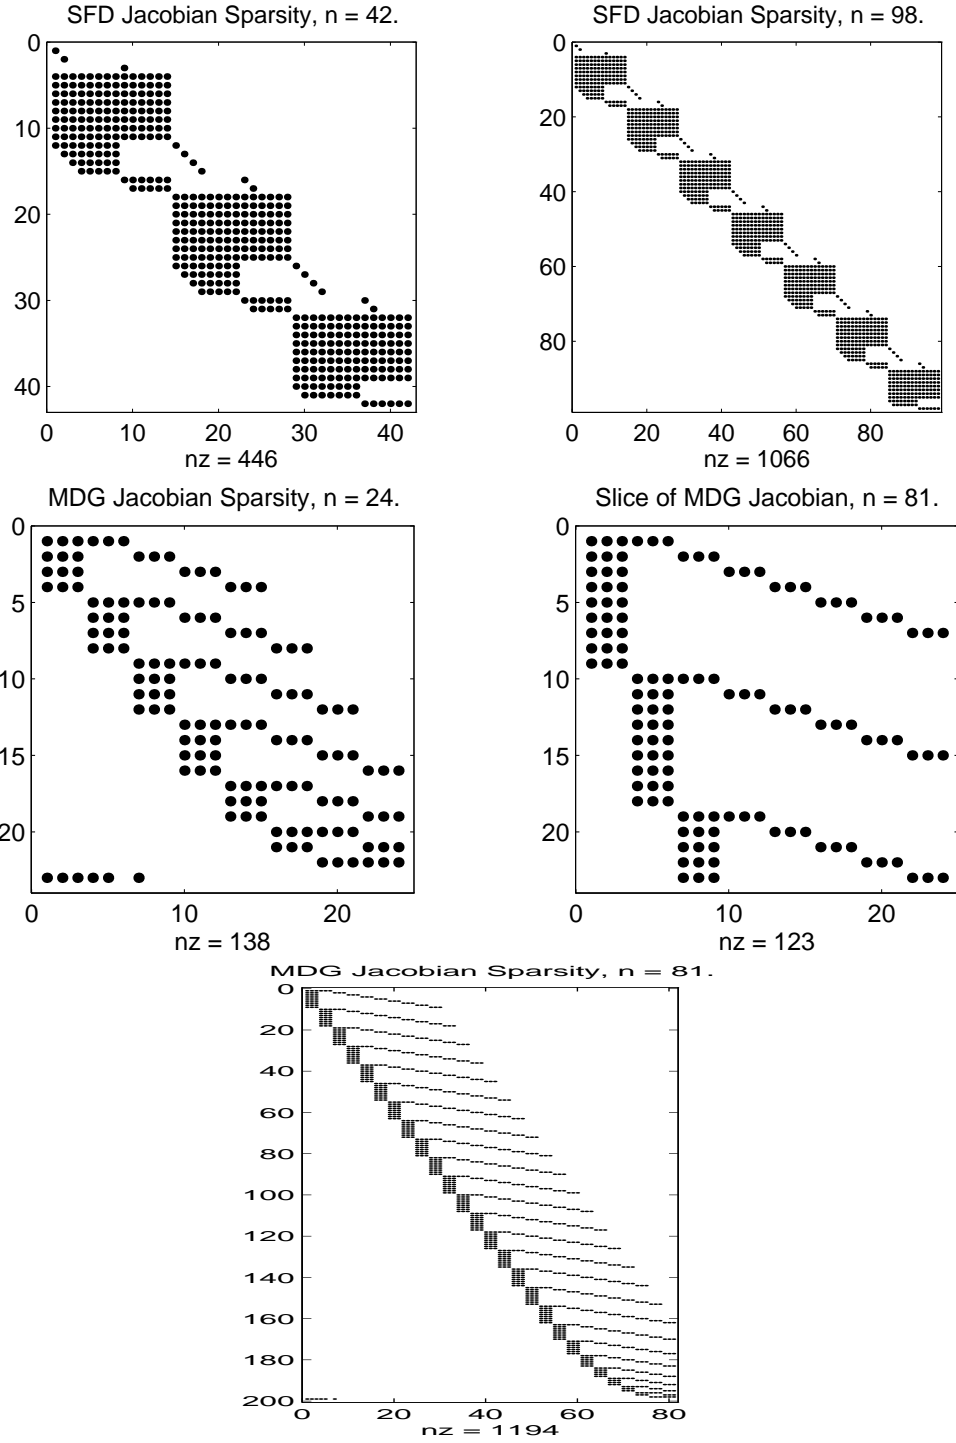 SFD Jacobian Sparsity, n = 42.
0
10
20
30
40
0 10 20 30 40
nz = 446
SFD Jacobian Sparsity, n = 98.
0
20
40
60
80
0 20 40 60 80
nz = 1066
MDG Jacobian Sparsity, n = 24.
0
5
10
15
20
0 10 20
nz = 138
Slice of MDG Jacobian, n = 81.
0
5
10
15
20
0 10 20
nz = 123
MDG Jacobian Sparsity, n = 81.
0
20
40
60
80
100
120
140
160
180
200
0 20 40 60 80
nz = 1194